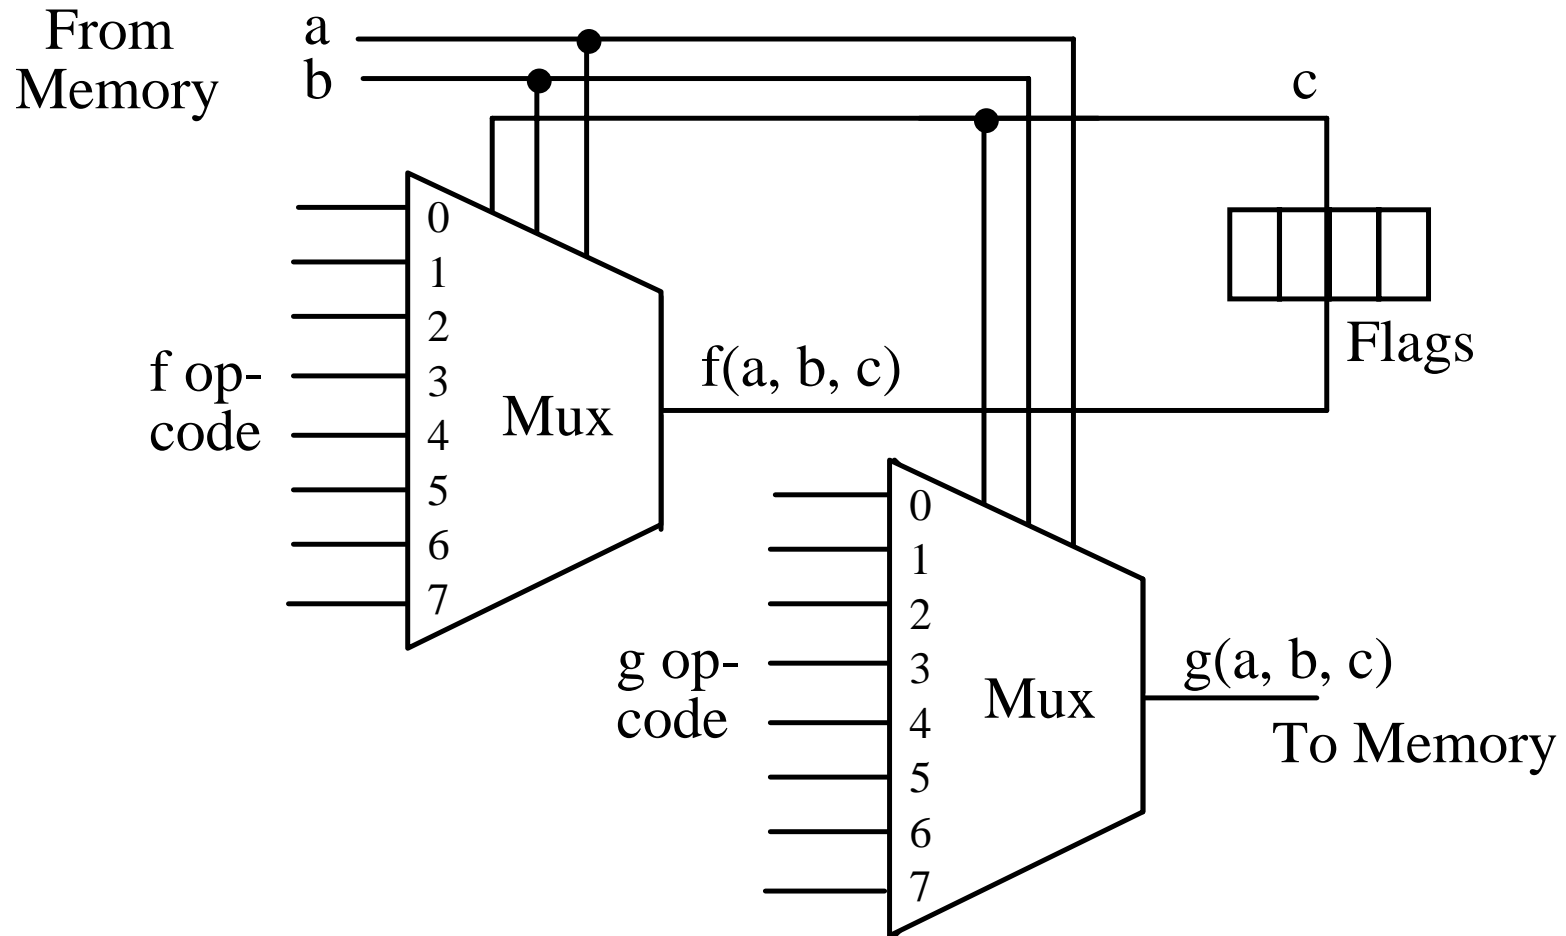 From
Memory
a
b
c
0
1
2
3
4
5
6
7
f op-
code
Mux
f(a, b, c)
Flags
0
1
2
3
4
5
6
7
g op-
code
Mux
g(a, b, c)
To Memory